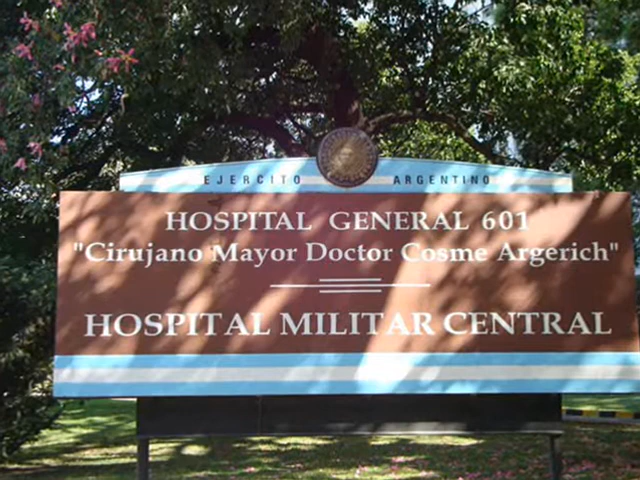 EJERCITO ARGENTINO
HOSPITAL GENERAL 601
"Cirujano Mayor Doctor Cosme Argerich"
HOSPITAL MILITAR CENTRAL